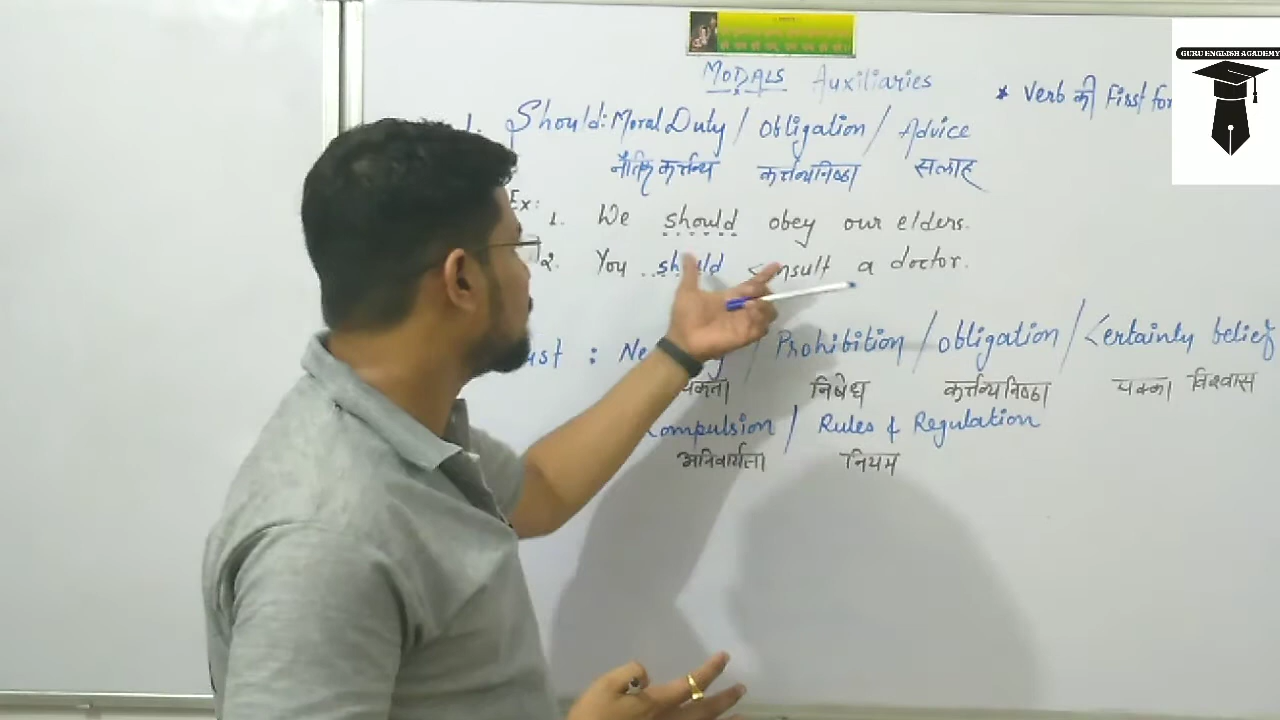 MODALS Auxiliaries
* Verb की First for
GURU ENGLISH ACADEMY
1. Should: Moral Duty / Obligation / Advice
नैतिक कर्त्तव्य कर्त्तव्यनिष्ठा सलाह
Ex:
1. We should obey our elders.
2. You should consult a doctor.
ust : Ne / Prohibition / obligation / Certainty belief
निषेध कर्त्तव्यनिष्ठा पक्का विश्वास
Compulsion / Rules & Regulation
अनिवार्यता नियम